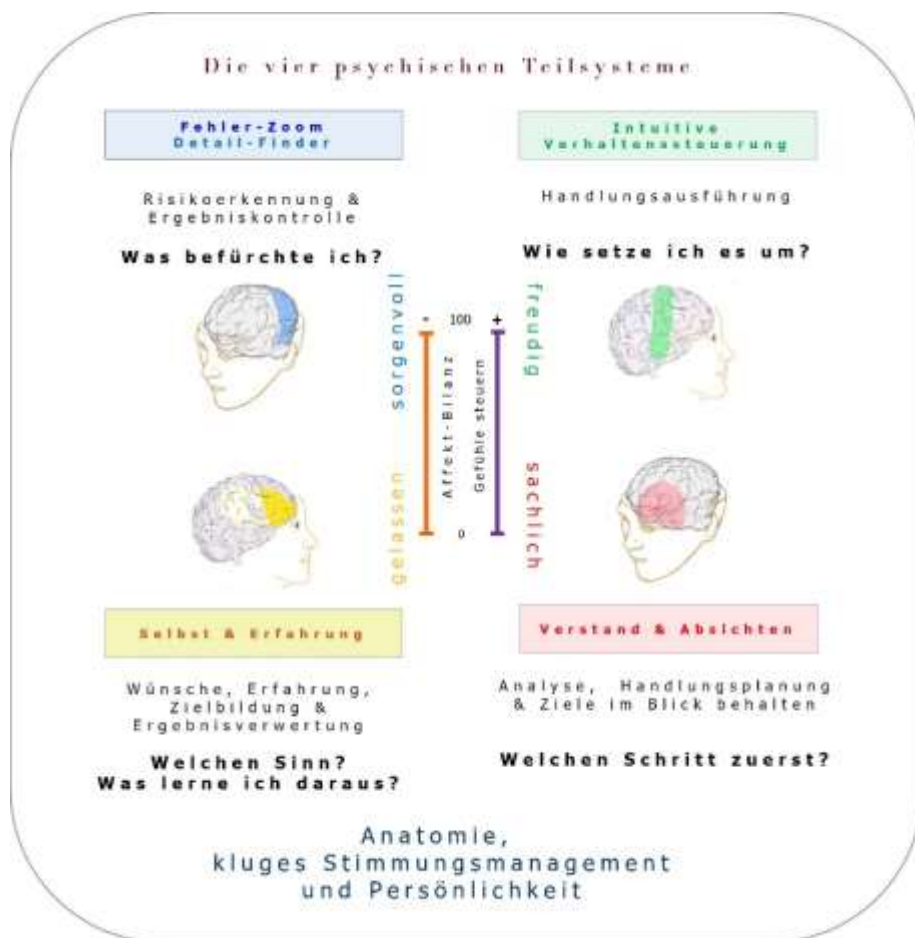 Die vier psychischen Teilsysteme
Fehler-Zoom
Detail-Finder
Risikoerkennung &
Ergebniskontrolle
Was befürchte ich?
Intuitive
Verhaltenssteuerung
Handlungsausführung
Wie setze ich es um?
sorgenvoll
gelassen
- 100 +
Affekt-Bilanz
Gefühle steuern
0
freudig
sachlich
Selbst & Erfahrung
Wünsche, Erfahrung,
Zielbildung &
Ergebnisverwertung
Welchen Sinn?
Was lerne ich daraus?
Verstand & Absichten
Analyse, Handlungsplanung
& Ziele im Blick behalten
Welchen Schritt zuerst?
Anatomie,
kluges Stimmungsmanagement
und Persönlichkeit